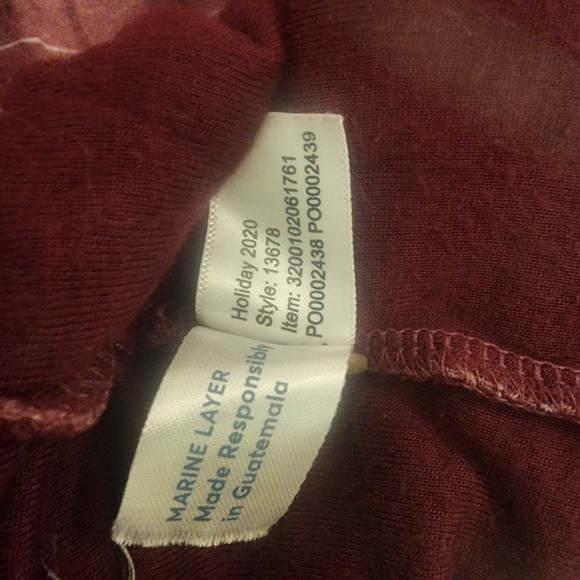 Holiday 2020
Style: 13678
Item: 3200102061761
PO0002438 PO0002439
MARINE LAYER
Made Responsibly
in Guatemala